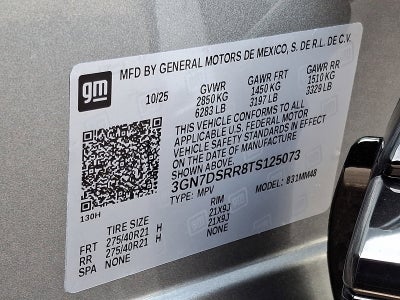 gm
MFD BY GENERAL MOTORS DE MEXICO, S. DE R.L. DE C.V.
10/25 GVWR GAWR FRT GAWR RR
2850 KG 1450 KG 1510 KG
6283 LB 3197 LB 3329 LB
THIS VEHICLE CONFORMS TO ALL
APPLICABLE U.S. FEDERAL MOTOR
VEHICLE SAFETY STANDARDS IN EFFECT
ON THE DATE OF MANUFACTURE
SHOWN ABOVE.
3GN7DSRR8TS125073
TYPE: MPV MODEL: 831MM48
130H
TIRE SIZE RIM
FRT 275/40R21 H 21X9J
RR 275/40R21 H 21X9J
SPA NONE NONE